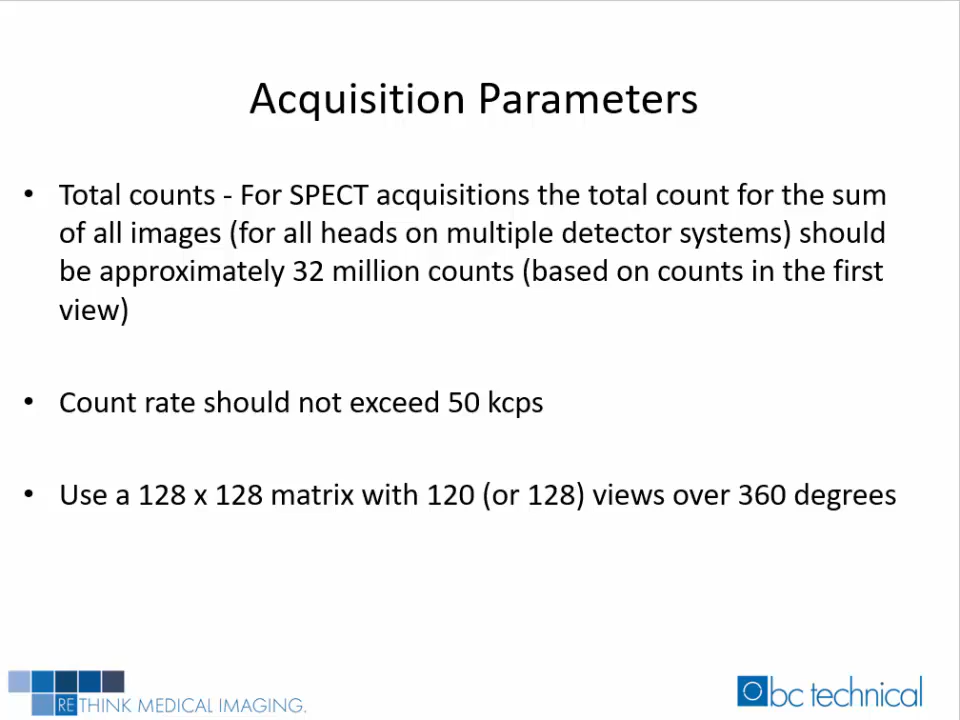 Acquisition Parameters
• Total counts - For SPECT acquisitions the total count for the sum
of all images (for all heads on multiple detector systems) should
be approximately 32 million counts (based on counts in the first
view)
• Count rate should not exceed 50 kcps
• Use a 128 x 128 matrix with 120 (or 128) views over 360 degrees
RETHINK MEDICAL IMAGING.
bc technical